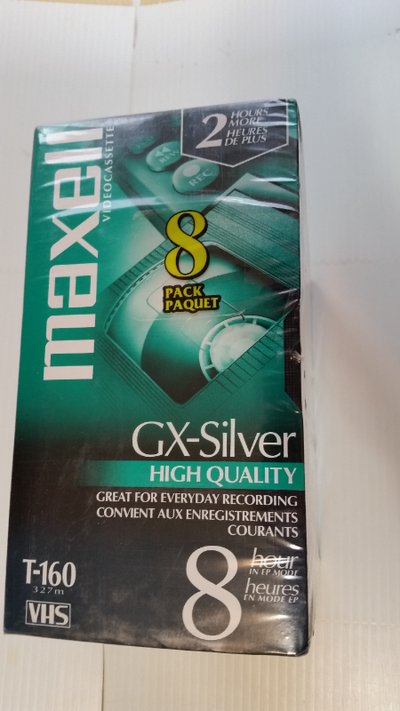 2 HOURS
MORE
HEURES
DE PLUS
maxell
VIDEOCASSETTE
REC
8
PACK
PAQUET
GX-Silver
HIGH QUALITY
GREAT FOR EVERYDAY RECORDING
CONVIENT AUX ENREGISTREMENTS
COURANTS
T-160
327m
VHS
8 hour
IN EP MODE
heures
EN MODE EP